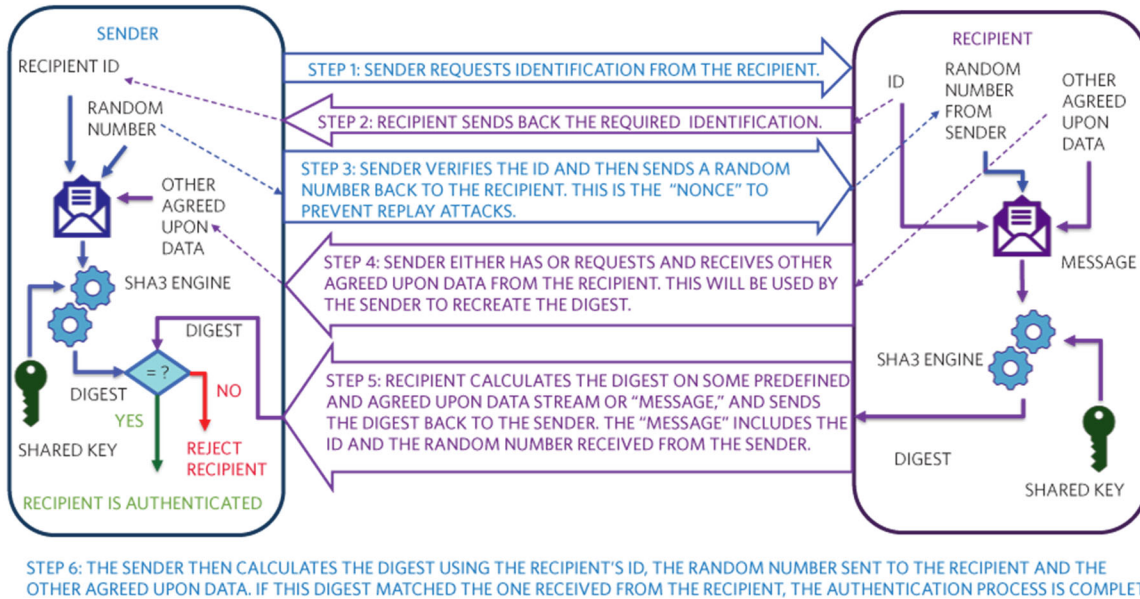 SENDER
RECIPIENT ID
RANDOM
NUMBER
OTHER
AGREED
UPON
DATA
SHA3 ENGINE
DIGEST
= ?
DIGEST
NO
YES
SHARED KEY
REJECT
RECIPIENT
RECIPIENT IS AUTHENTICATED
STEP 1: SENDER REQUESTS IDENTIFICATION FROM THE RECIPIENT.
STEP 2: RECIPIENT SENDS BACK THE REQUIRED IDENTIFICATION.
STEP 3: SENDER VERIFIES THE ID AND THEN SENDS A RANDOM
NUMBER BACK TO THE RECIPIENT. THIS IS THE “NONCE” TO
PREVENT REPLAY ATTACKS.
STEP 4: SENDER EITHER HAS OR REQUESTS AND RECEIVES OTHER
AGREED UPON DATA FROM THE RECIPIENT. THIS WILL BE USED BY
THE SENDER TO RECREATE THE DIGEST.
STEP 5: RECIPIENT CALCULATES THE DIGEST ON SOME PREDEFINED
AND AGREED UPON DATA STREAM OR “MESSAGE,” AND SENDS
THE DIGEST BACK TO THE SENDER. THE “MESSAGE” INCLUDES THE
ID AND THE RANDOM NUMBER RECEIVED FROM THE SENDER.
RECIPIENT
ID
RANDOM
NUMBER
FROM
SENDER
OTHER
AGREED
UPON
DATA
MESSAGE
SHA3 ENGINE
DIGEST
SHARED KEY
STEP 6: THE SENDER THEN CALCULATES THE DIGEST USING THE RECIPIENT’S ID, THE RANDOM NUMBER SENT TO THE RECIPIENT AND THE
OTHER AGREED UPON DATA. IF THIS DIGEST MATCHED THE ONE RECEIVED FROM THE RECIPIENT, THE AUTHENTICATION PROCESS IS COMPLET